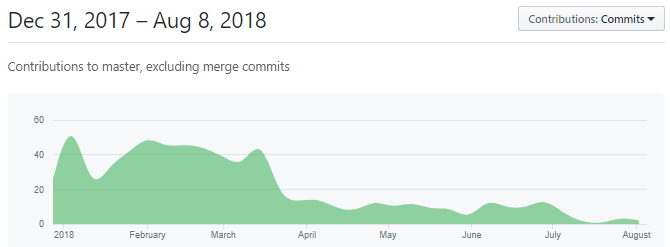 Dec 31, 2017 – Aug 8, 2018
Contributions: Commits
Contributions to master, excluding merge commits
60
40
20
0
2018 February March April May June July August